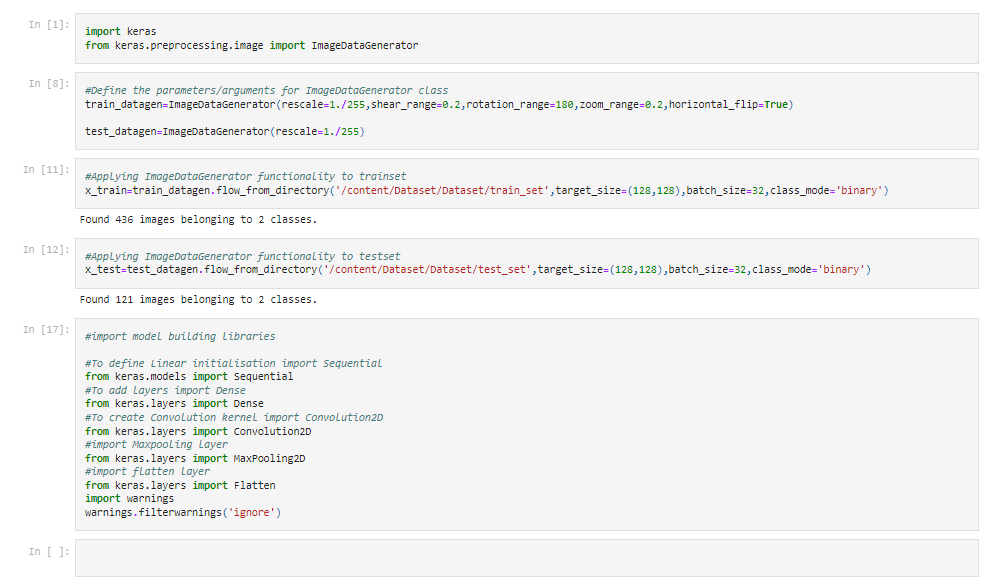 In [1]:
import keras
from keras.preprocessing.image import ImageDataGenerator
In [8]:
#Define the parameters/arguments for ImageDataGenerator class
train_datagen=ImageDataGenerator(rescale=1./255,shear_range=0.2,rotation_range=180,zoom_range=0.2,horizontal_flip=True)
test_datagen=ImageDataGenerator(rescale=1./255)
In [11]:
#Applying ImageDataGenerator functionality to trainset
x_train=train_datagen.flow_from_directory('/content/Dataset/Dataset/train_set',target_size=(128,128),batch_size=32,class_mode='binary')
Found 436 images belonging to 2 classes.
In [12]:
#Applying ImageDataGenerator functionality to testset
x_test=test_datagen.flow_from_directory('/content/Dataset/Dataset/test_set',target_size=(128,128),batch_size=32,class_mode='binary')
Found 121 images belonging to 2 classes.
In [17]:
#import model building libraries
#To define Linear initialisation import Sequential
from keras.models import Sequential
#To add layers import Dense
from keras.layers import Dense
#To create Convolution kernel import Convolution2D
from keras.layers import Convolution2D
#import Maxpooling layer
from keras.layers import MaxPooling2D
#import flatten layer
from keras.layers import Flatten
import warnings
warnings.filterwarnings('ignore')
In [ ]: